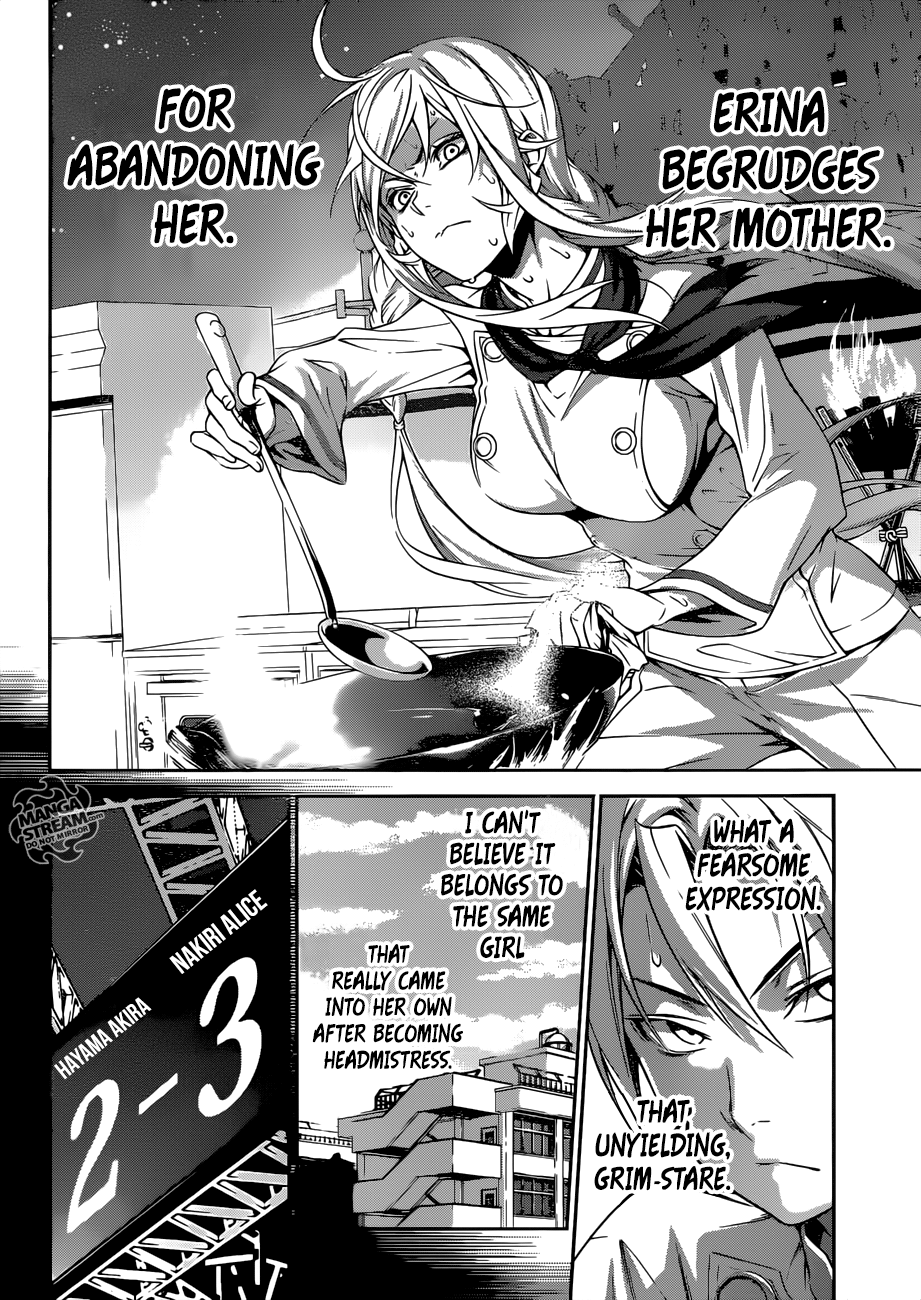 ERINA
BEGRUDGES
HER MOTHER.
FOR
ABANDONING
HER.
WHAT A
FEARSOME
EXPRESSION.
THAT,
UNYIELDING,
GRIM-STARE.
I CAN'T
BELIEVE IT
BELONGS TO
THE SAME
GIRL
THAT
REALLY CAME
INTO HER OWN
AFTER BECOMING
HEADMISTRESS.
HAYAMA AKIRA
NAKIRI ALICE
2-3
MANGA
STREAM.com
DO NOT MIRROR